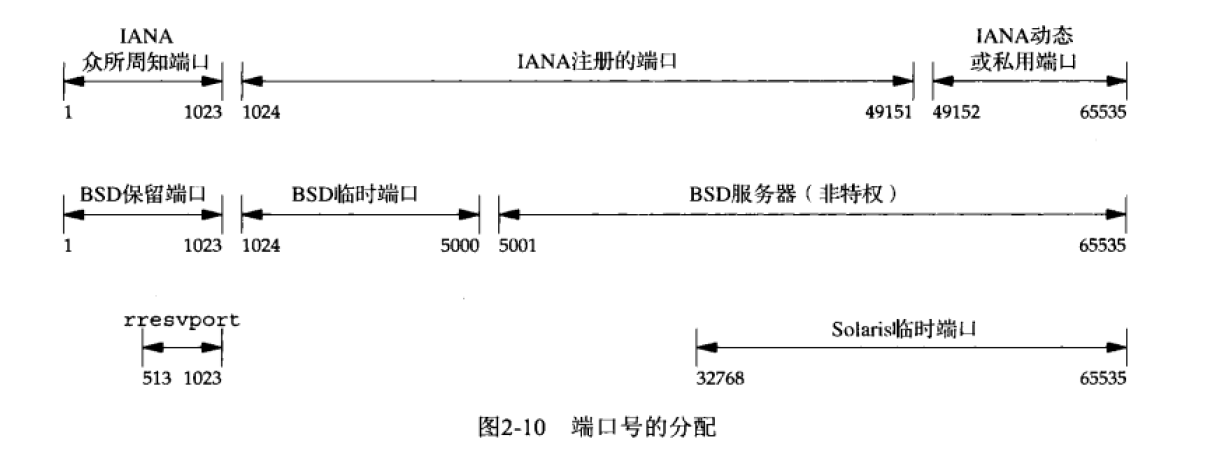 IANA
众所周知端口
IANA注册的端口
IANA动态
或私用端口
1 1023 1024 49151 49152 65535
BSD保留端口 BSD临时端口 BSD服务器（非特权）
1 1023 1024 5000 5001 65535
rresvport
Solaris临时端口
513 1023 32768 65535
图2-10 端口号的分配